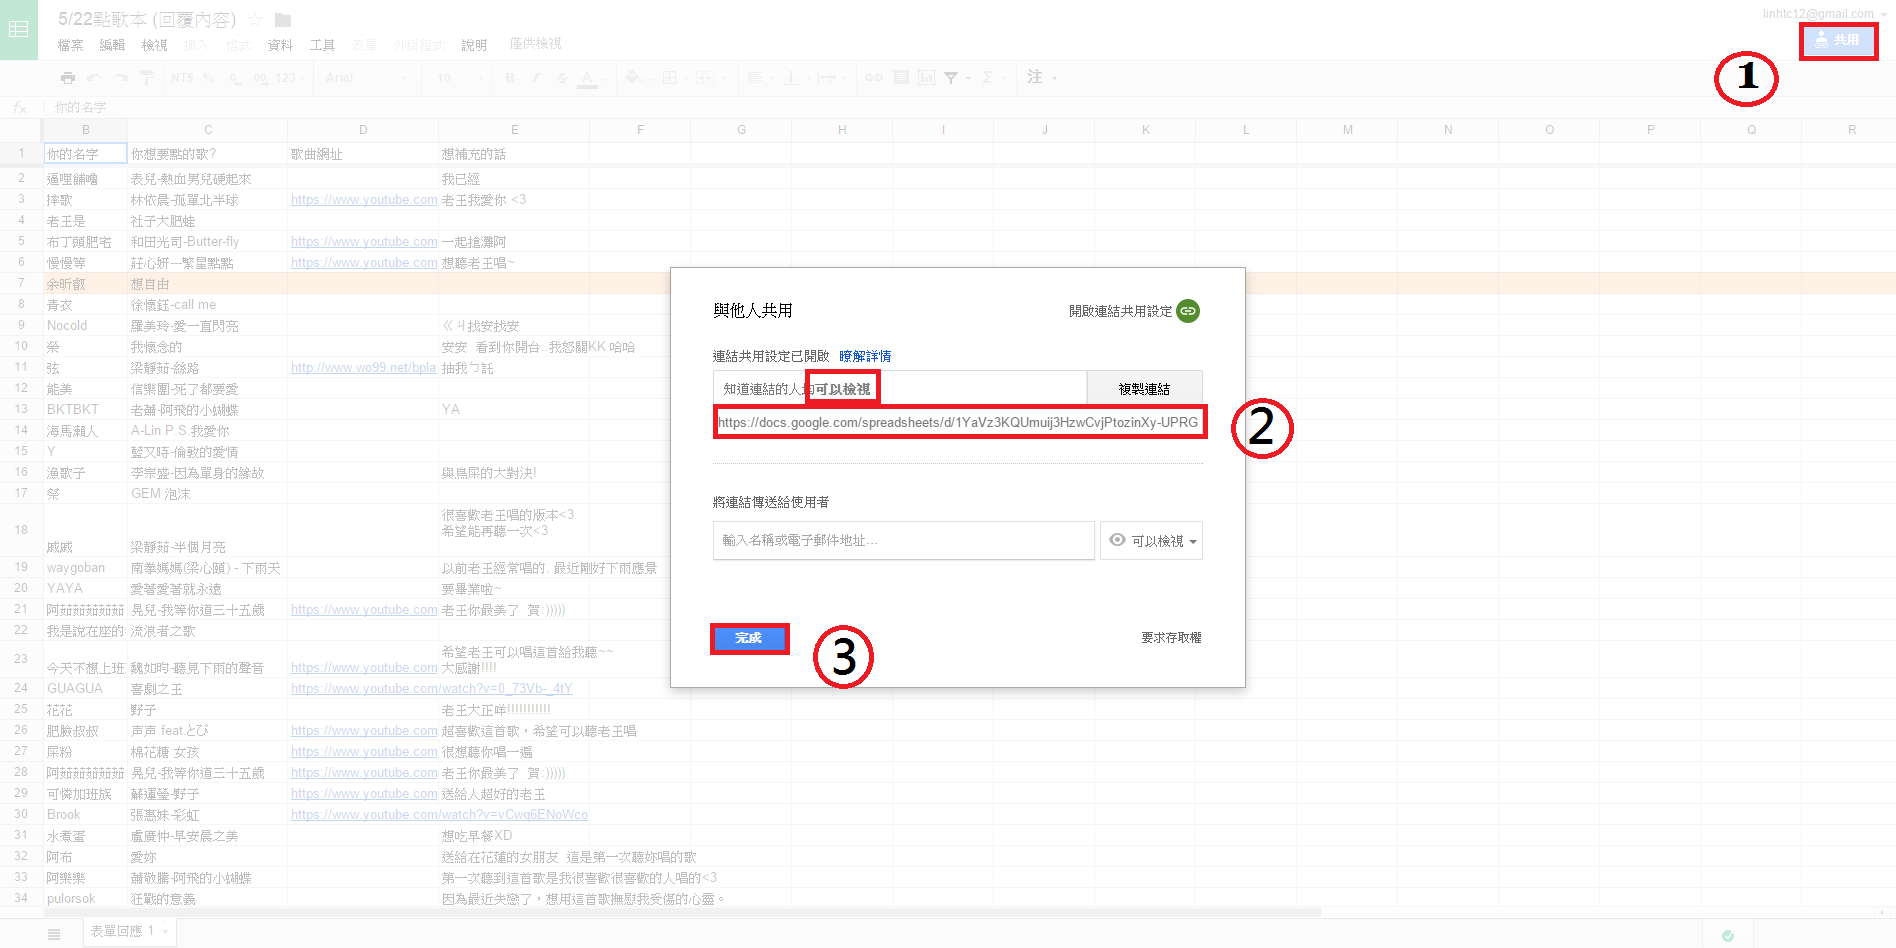 5/22點歌本 (回覆內容)
linhtc12@gmail.com
檔案 編輯 檢視 插入 格式 資料 工具 表單 外掛程式 說明 僅供檢視
共用
1
NT$ % .0 .00 123 Arial 10 B I S A Σ 注
fx 你的名字
B C D E F G H I J K L M N O P Q R
1 你的名字 你想要點的歌? 歌曲網址 想補充的話
2 逼哩舖嚕 表兒-熱血男兒硬起來 我已經
3 摔歌 林依晨-孤單北半球 https://www.youtube.com 老王我愛你 <3
4 老王是 社子大肥蛙
5 布丁頭肥宅 和田光司-Butter-fly https://www.youtube.com 一起搶灘阿
6 慢慢等 莊心妍---繁星點點 https://www.youtube.com 想聽老王唱~
7 余昕叡 想自由
8 青衣 徐懷鈺-call me
9 Nocold 羅美玲-愛一直閃亮 ㄍㄐ找安找安
10 榮 我懷念的 安安 看到你開台..我怒關KK 哈哈
11 弦 梁靜茹-絲路 http://www.wo99.net/bpla 抽我ㄅ託
12 能美 信樂團-死了都要愛
13 BKTBKT 老蕭-阿飛的小蝴蝶 YA
14 海馬瀨人 A-Lin P.S.我愛你
15 Y 藍又時-倫敦的愛情
16 漁歌子 李宗盛-因為單身的緣故 與鳥屎的大對決!
17 祭 GEM 泡沫
18 戚戚 梁靜茹-半個月亮 很喜歡老王唱的版本<3
希望能再聽一次<3
19 waygoban 南拳媽媽(梁心頤) - 下雨天 以前老王經常唱的. 最近剛好下雨應景
20 YAYA 愛著愛著就永遠 要畢業啦~
21 阿茹茹茹茹茹茹 晃兒-我等你道三十五歲 https://www.youtube.com 老王你最美了 賀:)))))
22 我是說在座的 流浪者之歌
23 今天不想上班 魏如昀-聽見下雨的聲音 https://www.youtube.com 希望老王可以唱這首給我聽~~
大感謝!!!!
24 GUAGUA 喜劇之王 https://www.youtube.com/watch?v=0_73Vb-_4tY
25 花花 野子 老王大正咩!!!!!!!!!!!
26 肥臉叔叔 声声 feat.とぴ https://www.youtube.com 超喜歡這首歌，希望可以聽老王唱
27 屎粉 棉花糖 女孩 https://www.youtube.com 很想聽你唱一遍
28 阿茹茹茹茹茹茹 晃兒-我等你道三十五歲 https://www.youtube.com 老王你最美了 賀:)))))
29 可憐加班族 蘇運瑩-野子 https://www.youtube.com 送給人超好的老王
30 Brook 張惠妹-彩虹 https://www.youtube.com/watch?v=vCwq6ENoWco
31 水煮蛋 盧廣仲-早安晨之美 想吃早餐XD
32 阿布 愛妳 送給在花蓮的女朋友 這是第一次聽妳唱的歌
33 阿樂樂 蕭敬騰-阿飛的小蝴蝶 第一次聽到這首歌是我很喜歡很喜歡的人唱的<3
34 pulorsok 狂戰的意義 因為最近失戀了，想用這首歌撫慰我受傷的心靈。
表單回應 1
與他人共用
開啟連結共用設定
連結共用設定已開啟 瞭解詳情
知道連結的人均可以檢視
複製連結
https://docs.google.com/spreadsheets/d/1YaVz3KQUmuij3HzwCvjPtozinXy-UPRG
2
將連結傳送給使用者
輸入名稱或電子郵件地址...
可以檢視
完成
3
要求存取權